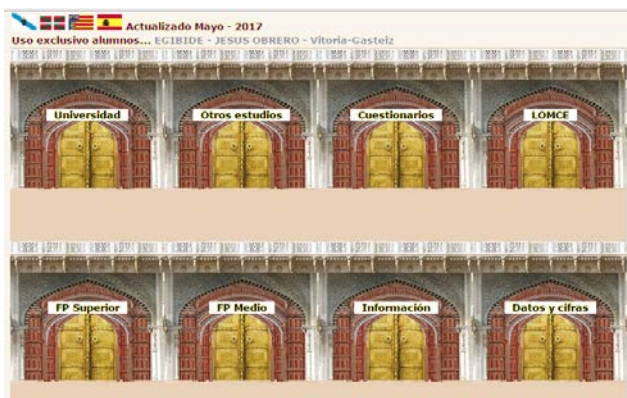 Actualizado Mayo - 2017
Uso exclusivo alumnos... EGIBIDE - JESUS OBRERO - Vitoria-Gasteiz
Universidad
Otros estudios
Cuestionarios
LOMCE
FP Superior
FP Medio
Información
Datos y cifras